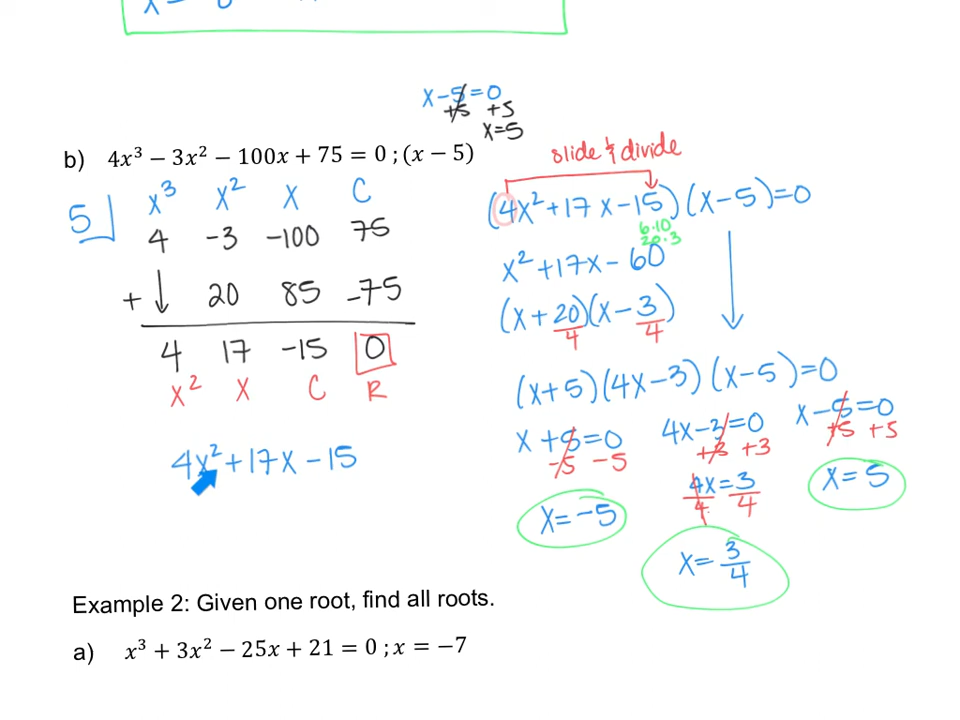 x-5=0
+5 +5
x=5
b) 4x³ − 3x² − 100x + 75 = 0 ; (x − 5)
slide & divide
5 x³ x² x C
4 -3 -100 75
+ ↓ 20 85 -75
4 17 -15 0
x² x C R
4x²+17x-15
(4x²+17x-15)(x-5)=0
6·10
20·3
x²+17x-60
(x+20/4)(x-3/4)
(x+5)(4x-3)(x-5)=0
x+5=0 4x-3=0 x-5=0
-5 -5 +3 +3 +5 +5
x=-5 4x/4=3/4 x=5
x=3/4
Example 2: Given one root, find all roots.
a) x³ + 3x² − 25x + 21 = 0 ; x = −7